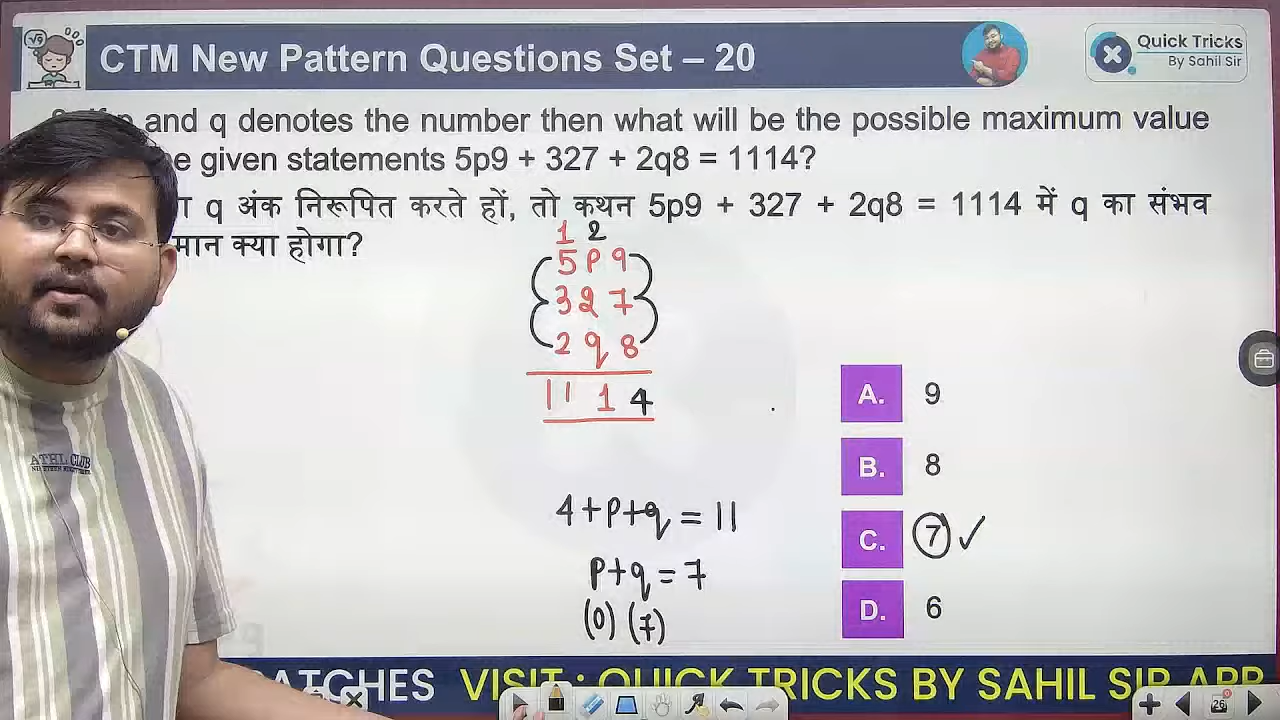 CTM New Pattern Questions Set – 20
Quick Tricks
By Sahil Sir
and q denotes the number then what will be the possible maximum value
given statements 5p9 + 327 + 2q8 = 1114?
q अंक निरूपित करते हों, तो कथन 5p9 + 327 + 2q8 = 1114 में q का संभव
मान क्या होगा?
1 2
5 p 9
3 2 7
2 q 8
11 1 4
A. 9
B. 8
C. 7
D. 6
4+p+q = 11
p+q = 7
(0) (7)
ATHL CLUB
VISIT : QUICK TRICKS BY SAHIL SIR APP
26